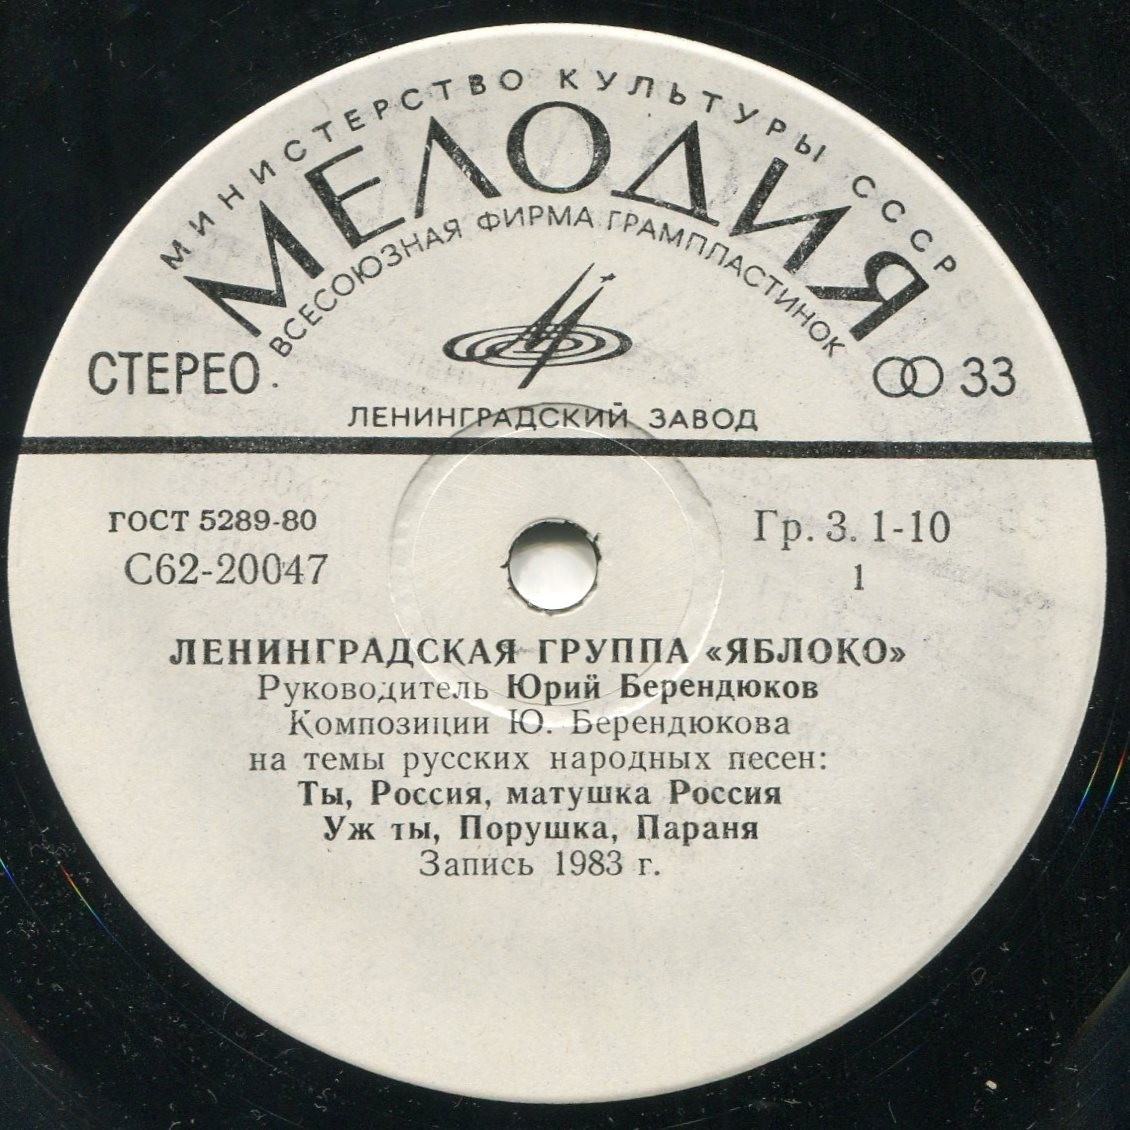 МИНИСТЕРСТВО КУЛЬТУРЫ СССР
МЕЛОДИЯ
ВСЕСОЮЗНАЯ ФИРМА ГРАМПЛАСТИНОК
СТЕРЕО
33
ЛЕНИНГРАДСКИЙ ЗАВОД
ГОСТ 5289-80
Гр. 3. 1-10
С62-20047
1
ЛЕНИНГРАДСКАЯ ГРУППА «ЯБЛОКО»
Руководитель Юрий Берендюков
Композиции Ю. Берендюкова
на темы русских народных песен:
Ты, Россия, матушка Россия
Уж ты, Порушка, Параня
Запись 1983 г.